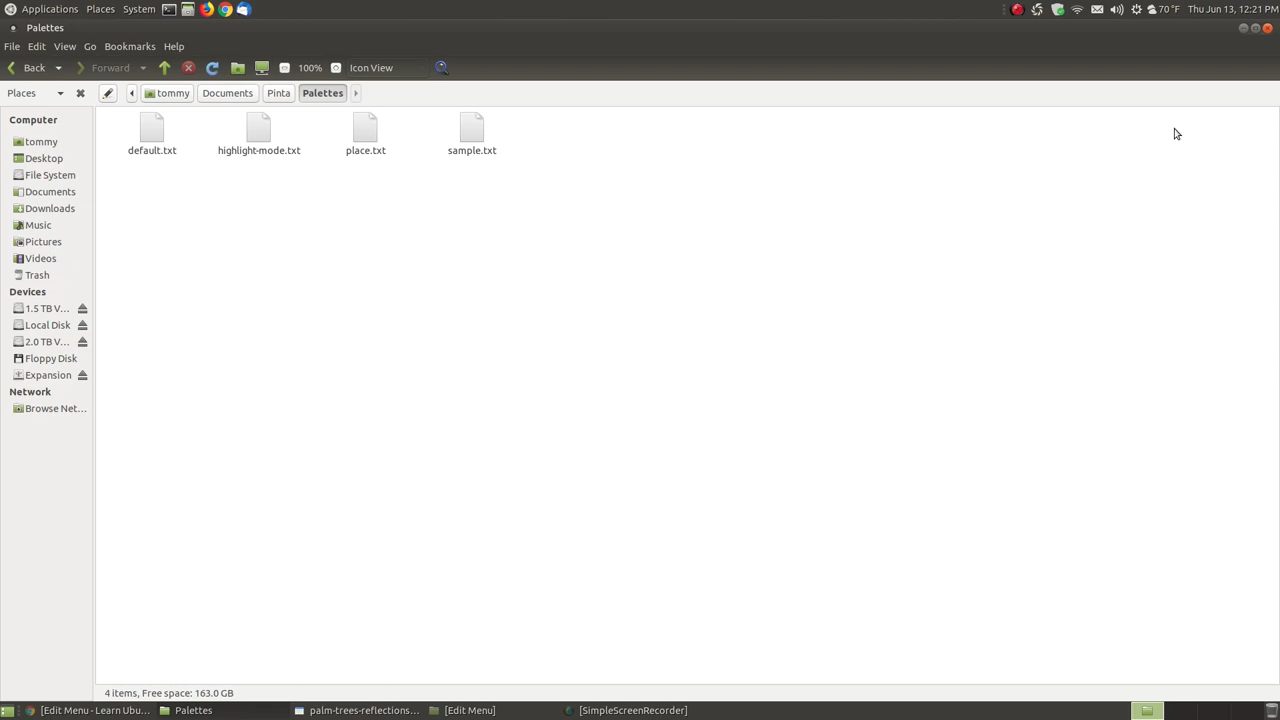 Applications Places System 70 °F Thu Jun 13, 12:21 PM
Palettes
File Edit View Go Bookmarks Help
Back Forward 100% Icon View
Places tommy Documents Pinta Palettes
Computer
tommy
Desktop
File System
Documents
Downloads
Music
Pictures
Videos
Trash
Devices
1.5 TB V...
Local Disk
2.0 TB V...
Floppy Disk
Expansion
Network
Browse Net...
default.txt highlight-mode.txt place.txt sample.txt
4 items, Free space: 163.0 GB
[Edit Menu - Learn Ubu... Palettes palm-trees-reflections... [Edit Menu] [SimpleScreenRecorder]